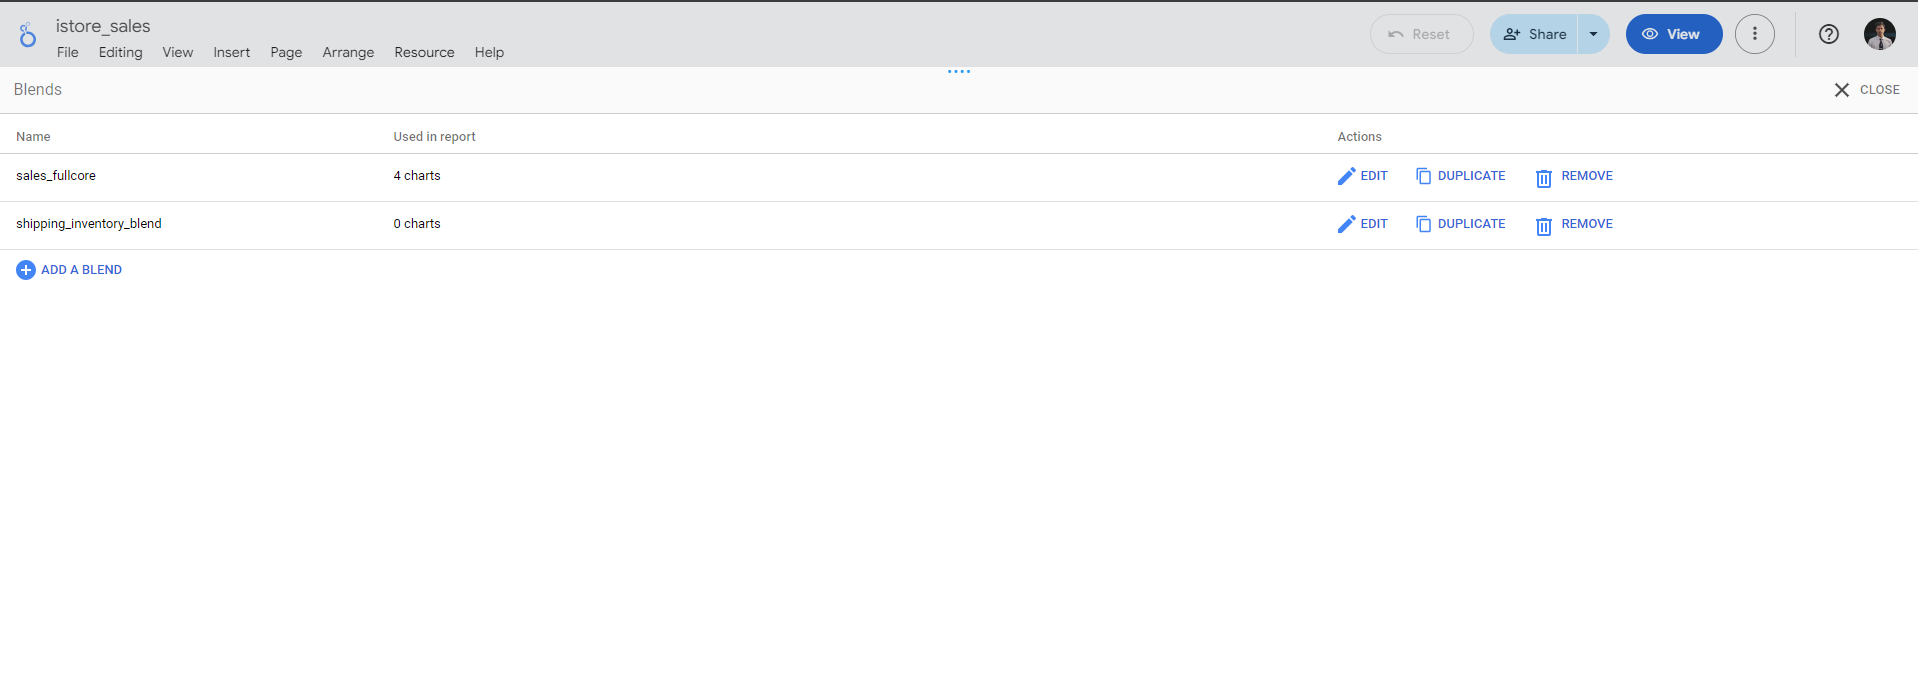 istore_sales
File Editing View Insert Page Arrange Resource Help
Reset Share View
Blends
CLOSE
Name Used in report Actions
sales_fullcore 4 charts EDIT DUPLICATE REMOVE
shipping_inventory_blend 0 charts EDIT DUPLICATE REMOVE
ADD A BLEND